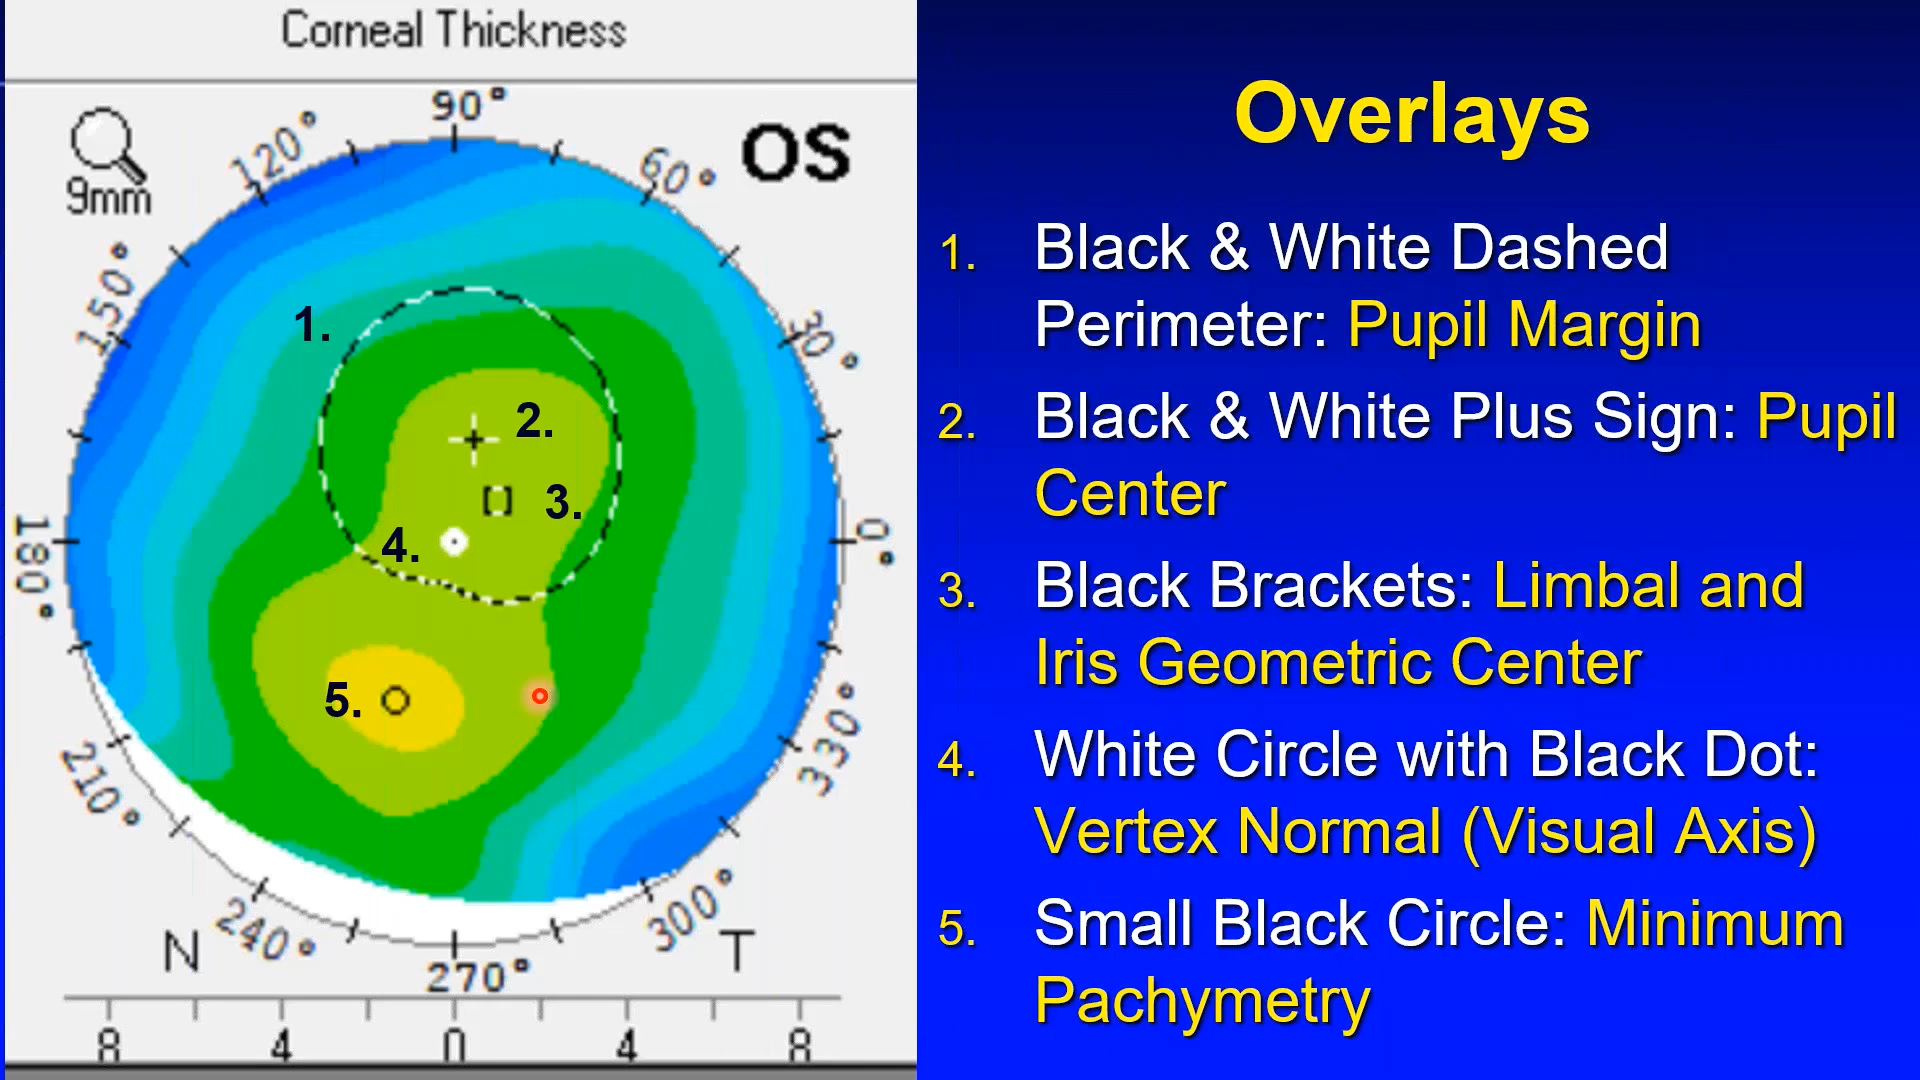 Corneal Thickness
9mm
OS
90°
120°
60°
150°
30°
180°
0°
210°
330°
240°
300°
270°
N
T
8 4 0 4 8
1.
2.
3.
4.
5.
Overlays
1. Black & White Dashed
Perimeter: Pupil Margin
2. Black & White Plus Sign: Pupil
Center
3. Black Brackets: Limbal and
Iris Geometric Center
4. White Circle with Black Dot:
Vertex Normal (Visual Axis)
5. Small Black Circle: Minimum
Pachymetry